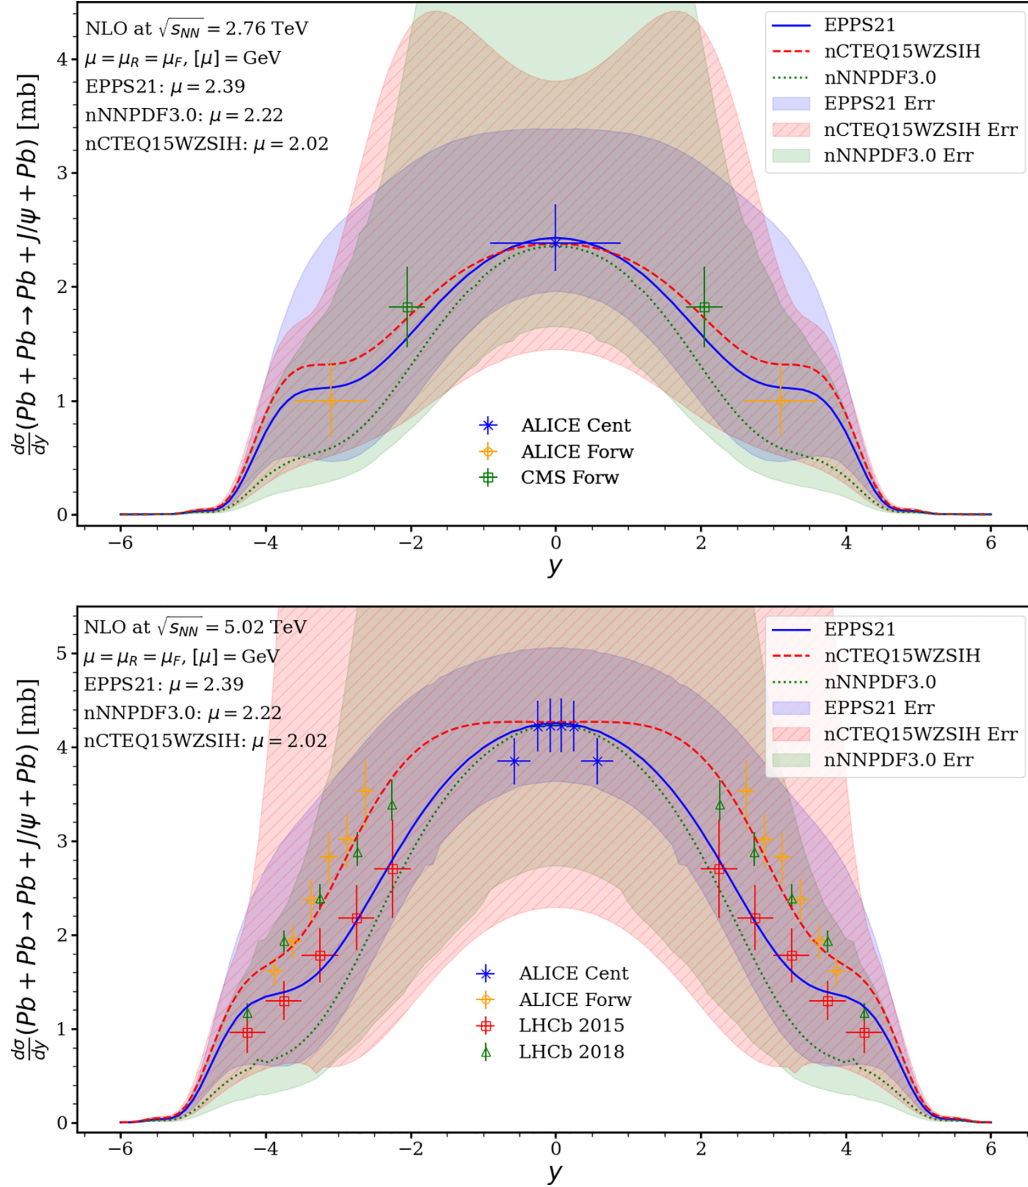 NLO at √s_NN = 2.76 TeV
μ = μ_R = μ_F, [μ] = GeV
EPPS21: μ = 2.39
nNNPDF3.0: μ = 2.22
nCTEQ15WZSIH: μ = 2.02
EPPS21
nCTEQ15WZSIH
nNNPDF3.0
EPPS21 Err
nCTEQ15WZSIH Err
nNNPDF3.0 Err
ALICE Cent
ALICE Forw
CMS Forw
dσ/dy (Pb + Pb → Pb + J/ψ + Pb) [mb]
4
3
2
1
0
−6 −4 −2 0 2 4 6
y
NLO at √s_NN = 5.02 TeV
μ = μ_R = μ_F, [μ] = GeV
EPPS21: μ = 2.39
nNNPDF3.0: μ = 2.22
nCTEQ15WZSIH: μ = 2.02
EPPS21
nCTEQ15WZSIH
nNNPDF3.0
EPPS21 Err
nCTEQ15WZSIH Err
nNNPDF3.0 Err
ALICE Cent
ALICE Forw
LHCb 2015
LHCb 2018
dσ/dy (Pb + Pb → Pb + J/ψ + Pb) [mb]
5
4
3
2
1
0
−6 −4 −2 0 2 4 6
y